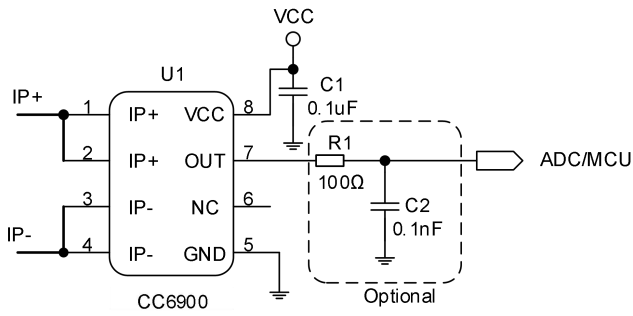 VCC
U1
C1
0.1uF
IP+
1 IP+ VCC 8
R1
2 IP+ OUT 7
ADC/MCU
100Ω
3 IP- NC 6
C2
0.1nF
IP-
4 IP- GND 5
Optional
CC6900